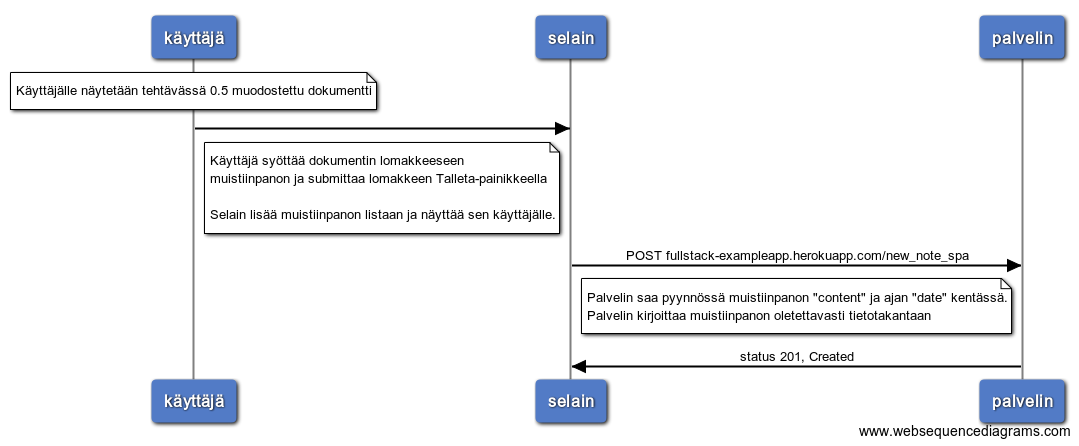 käyttäjä
selain
palvelin
Käyttäjälle näytetään tehtävässä 0.5 muodostettu dokumentti
Käyttäjä syöttää dokumentin lomakkeeseen
muistiinpanon ja submittaa lomakkeen Talleta-painikkeella
Selain lisää muistiinpanon listaan ja näyttää sen käyttäjälle.
POST fullstack-exampleapp.herokuapp.com/new_note_spa
Palvelin saa pyynnössä muistiinpanon "content" ja ajan "date" kentässä.
Palvelin kirjoittaa muistiinpanon oletettavasti tietotakantaan
status 201, Created
käyttäjä
selain
palvelin
www.websequencediagrams.com